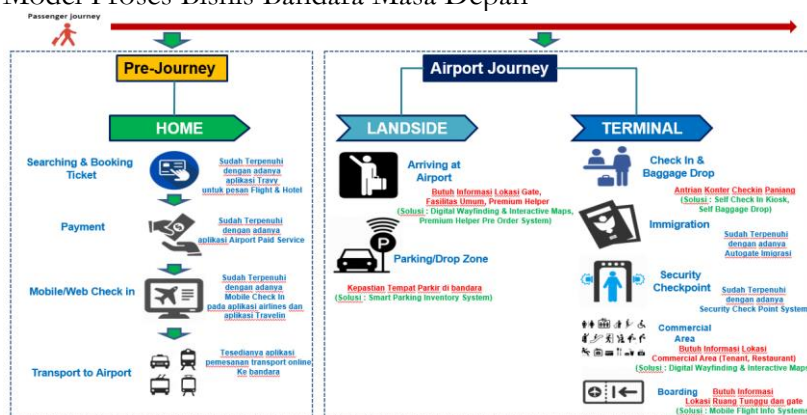 Model Proses Bisnis Bandara Masa Depan
Passenger journey
Pre-Journey
HOME
Searching & Booking
Ticket
Sudah Terpenuhi
dengan adanya
aplikasi Travy
untuk pesan Flight & Hotel
Payment
Sudah Terpenuhi
dengan adanya
aplikasi Airport Paid Service
Mobile/Web Check in
Sudah Terpenuhi
dengan adanya
Mobile Check In
pada aplikasi airlines dan
aplikasi Travelin
Transport to Airport
Tesedianya aplikasi
pemesanan transport online
Ke bandara
Airport Journey
LANDSIDE
Arriving at
Airport
Butuh Informasi Lokasi Gate,
Fasilitas Umum, Premium Helper
(Solusi : Digital Wayfinding & Interactive Maps,
Premium Helper Pre Order System)
P
Parking/Drop Zone
Kepastian Tempat Parkir di bandara
(Solusi : Smart Parking Inventory System)
TERMINAL
Check In &
Baggage Drop
Antrian Konter Checkin Panjang
(Solusi : Self Check In Kiosk,
Self Baggage Drop)
Immigration
Sudah Terpenuhi
dengan adanya
Autogate Imigrasi
Security
Checkpoint
Sudah Terpenuhi
dengan adanya
Security Check Point System
Commercial
Area
Butuh Informasi Lokasi
Commercial Area (Tenant, Restaurant)
(Solusi : Digital Wayfinding & Interactive Maps
Boarding
Butuh Informasi
Lokasi Ruang Tunggu dan gate
(Solusi : Mobile Flight Info System)